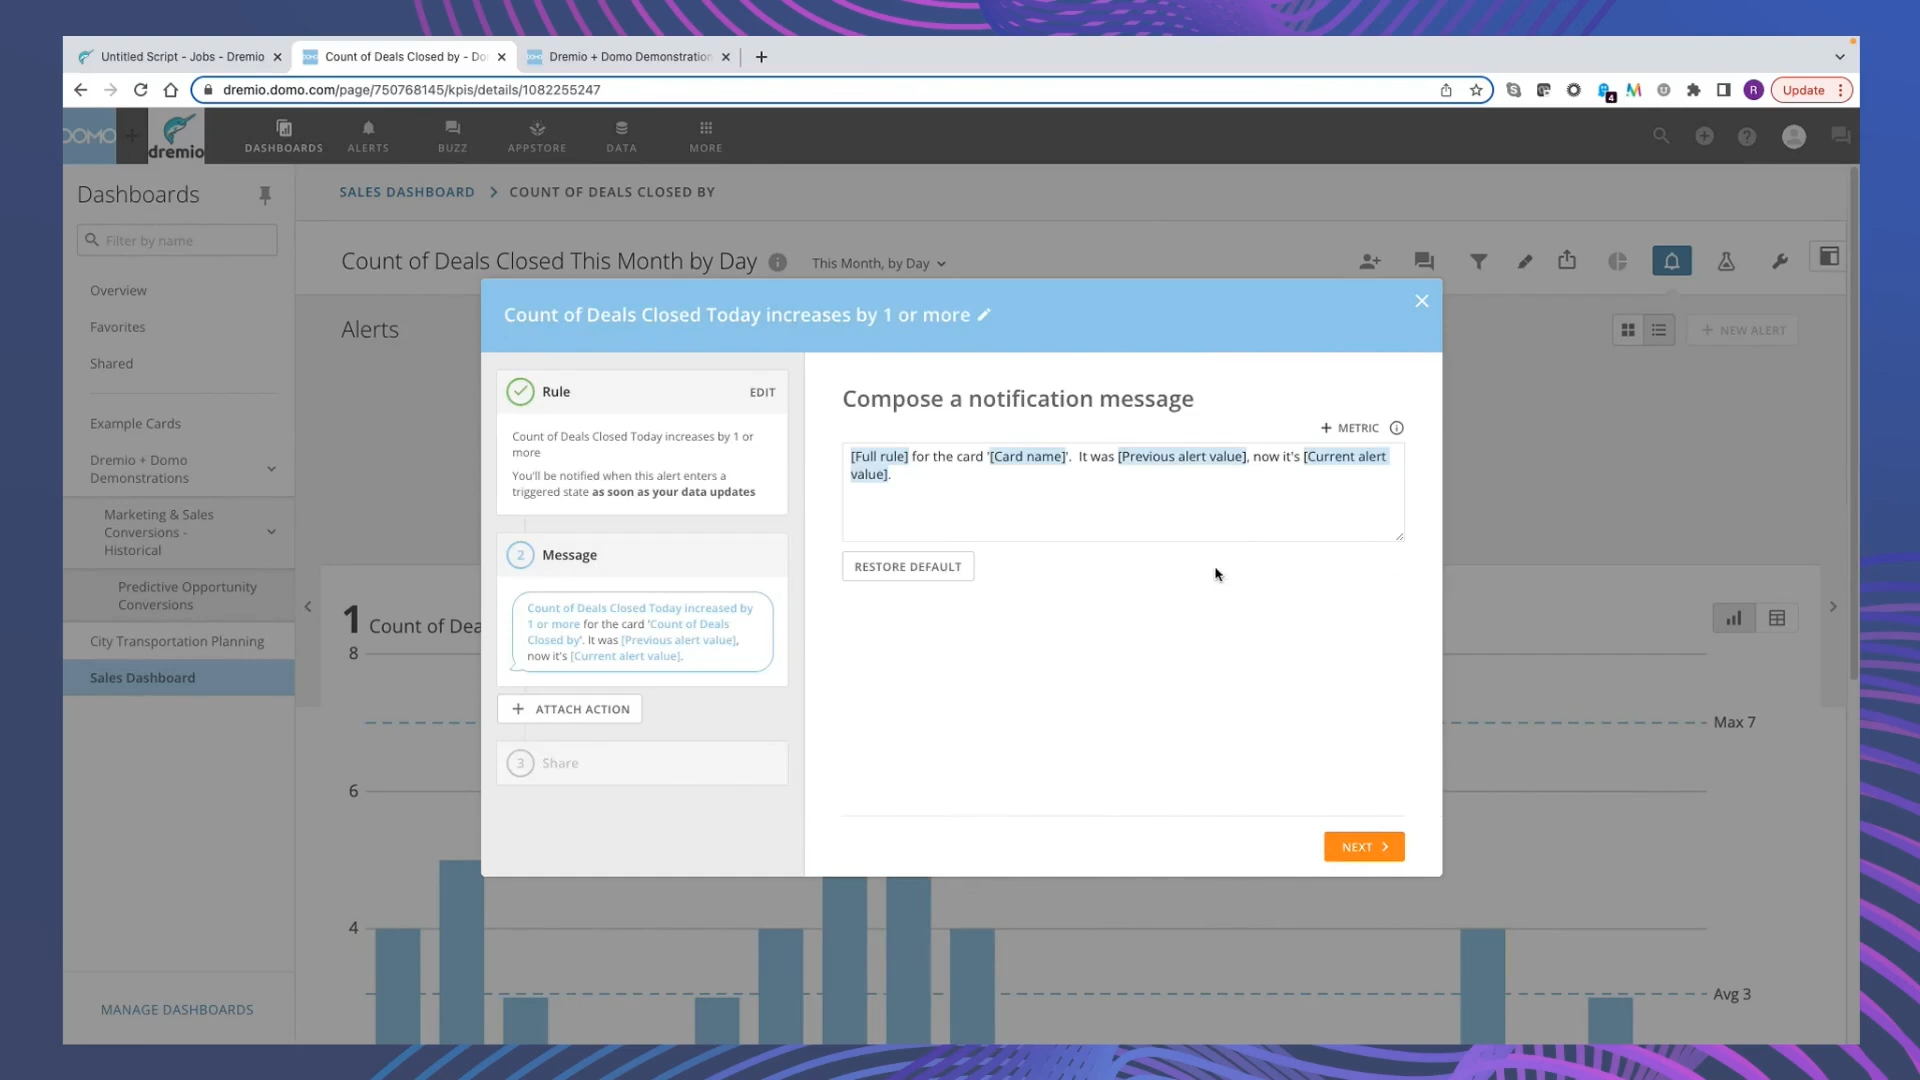 Untitled Script - Jobs - Dremio
Count of Deals Closed by - Do
Dremio + Domo Demonstration
dremio.domo.com/page/750768145/kpis/details/1082255247
4
R
Update
DOMO
dremio
DASHBOARDS
ALERTS
BUZZ
APPSTORE
DATA
MORE
Dashboards
Filter by name
Overview
Favorites
Shared
Example Cards
Dremio + Domo
Demonstrations
Marketing & Sales
Conversions -
Historical
Predictive Opportunity
Conversions
City Transportation Planning
Sales Dashboard
MANAGE DASHBOARDS
SALES DASHBOARD > COUNT OF DEALS CLOSED BY
Count of Deals Closed This Month by Day
This Month, by Day
Alerts
+ NEW ALERT
Count of Deals Closed Today increases by 1 or more
Rule
EDIT
Count of Deals Closed Today increases by 1 or
more
You'll be notified when this alert enters a
triggered state as soon as your data updates
2 Message
Count of Deals Closed Today increased by
1 or more for the card 'Count of Deals
Closed by'. It was [Previous alert value],
now it's [Current alert value].
+ ATTACH ACTION
3 Share
Compose a notification message
+ METRIC
[Full rule] for the card '[Card name]'.  It was [Previous alert value], now it's [Current alert
value].
RESTORE DEFAULT
NEXT >
1 Count of Dea
8
Max 7
6
4
Avg 3